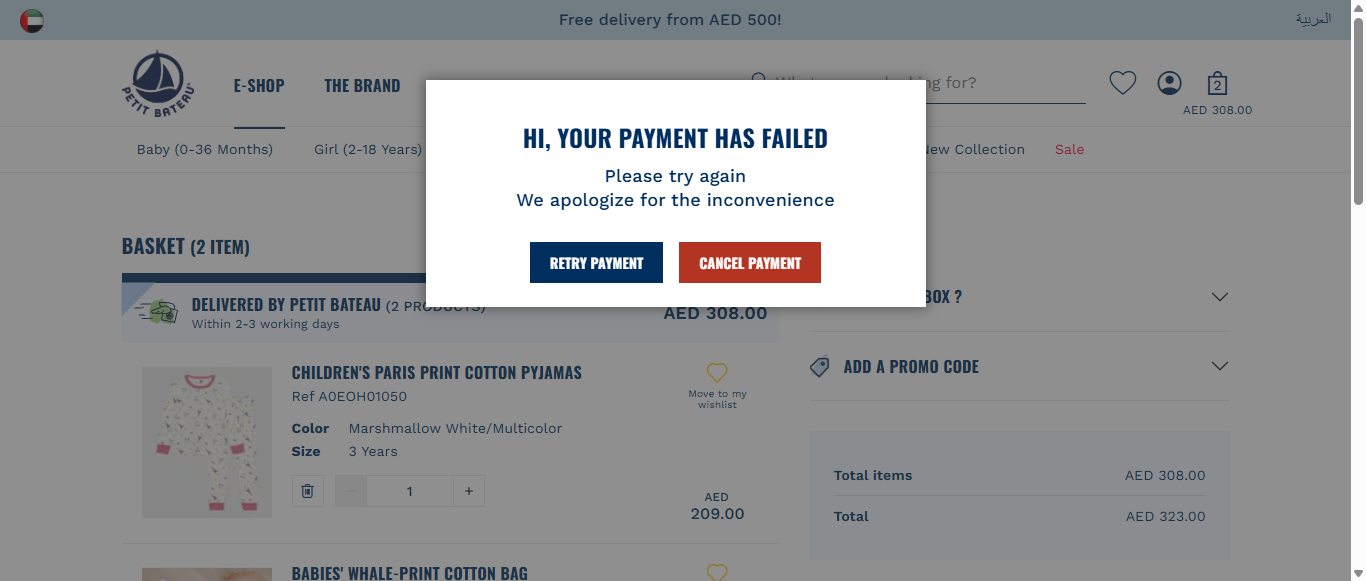 Free delivery from AED 500!
العربية
PETIT BATEAU
E-SHOP
THE BRAND
king for?
2
AED 308.00
Baby (0-36 Months)
Girl (2-18 Years)
New Collection
Sale
HI, YOUR PAYMENT HAS FAILED
Please try again
We apologize for the inconvenience
RETRY PAYMENT
CANCEL PAYMENT
BASKET (2 ITEM)
DELIVERED BY PETIT BATEAU (2 PRODUCTS)
Within 2-3 working days
AED 308.00
BOX ?
CHILDREN'S PARIS PRINT COTTON PYJAMAS
Ref A0EOH01050
Color Marshmallow White/Multicolor
Size 3 Years
1
Move to my
wishlist
AED
209.00
ADD A PROMO CODE
Total items AED 308.00
Total AED 323.00
BABIES' WHALE-PRINT COTTON BAG